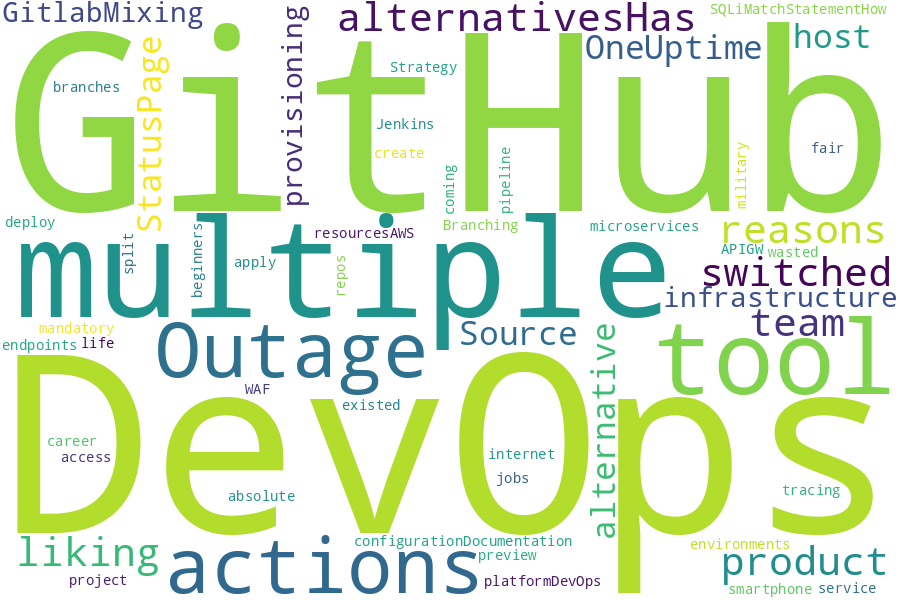 GitlabMixing
alternativesHas
SQLiMatchStatementHow
GitHub
host
OneUptime
provisioning
StatusPage
Strategy
branches
Jenkins
create
fair
military
pipeline
coming
deploy
Branching
microservices
reasons
multiple
resourcesAWS
split
beginners
apply
repos
APIGW
wasted
switched
infrastructure
team
mandatory
endpoints
life
Outage
Source
alternative
tool
DevOps
WAF
existed
career
access
internet
jobs
absolute
tracing
liking
actions
configurationDocumentation
preview
environments
product
project
platformDevOps
smartphone
service